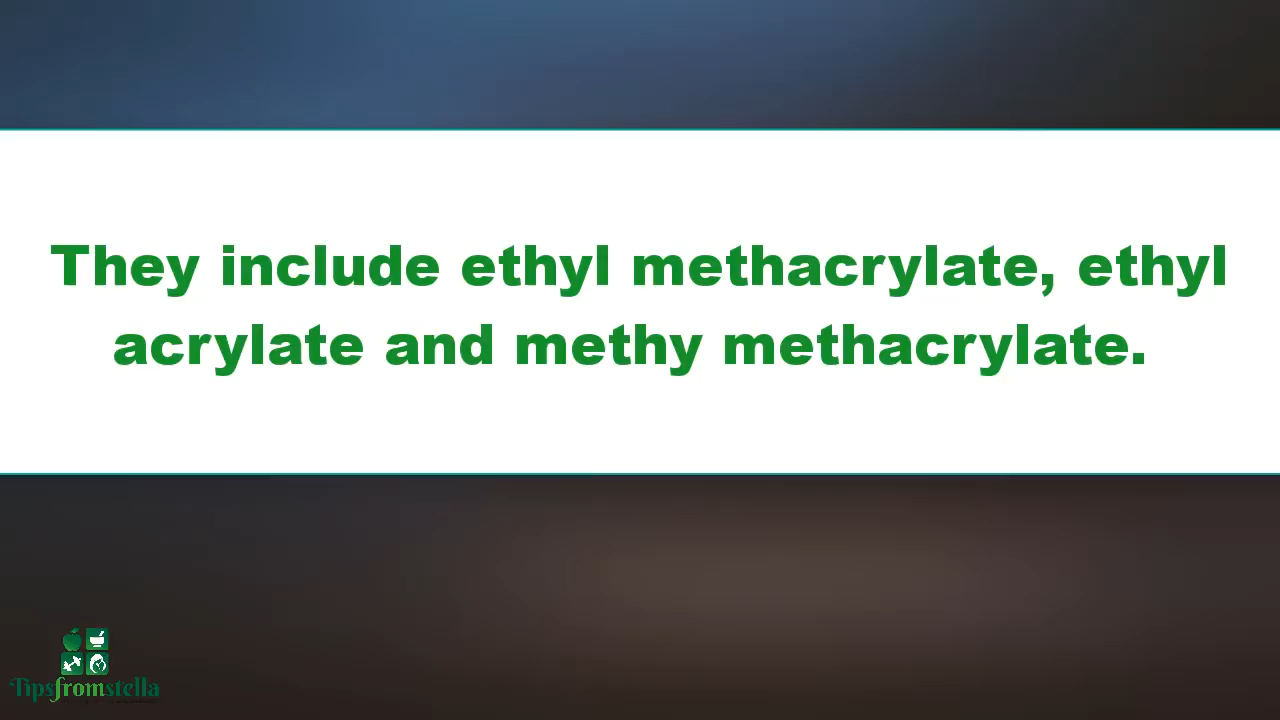 They include ethyl methacrylate, ethyl
acrylate and methy methacrylate.
Tipsfromstella